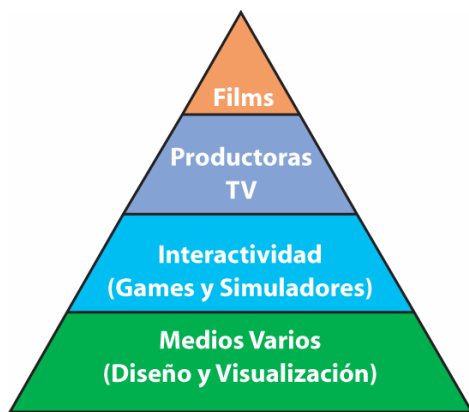 Films
Productoras
TV
Interactividad
(Games y Simuladores)
Medios Varios
(Diseño y Visualización)